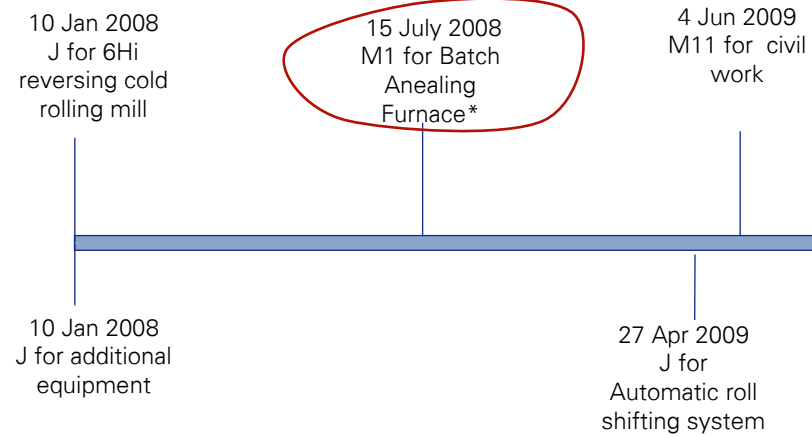 10 Jan 2008
J for 6Hi
reversing cold
rolling mill
15 July 2008
M1 for Batch
Anealing
Furnace*
4 Jun 2009
M11 for civil
work
10 Jan 2008
J for additional
equipment
27 Apr 2009
J for
Automatic roll
shifting system